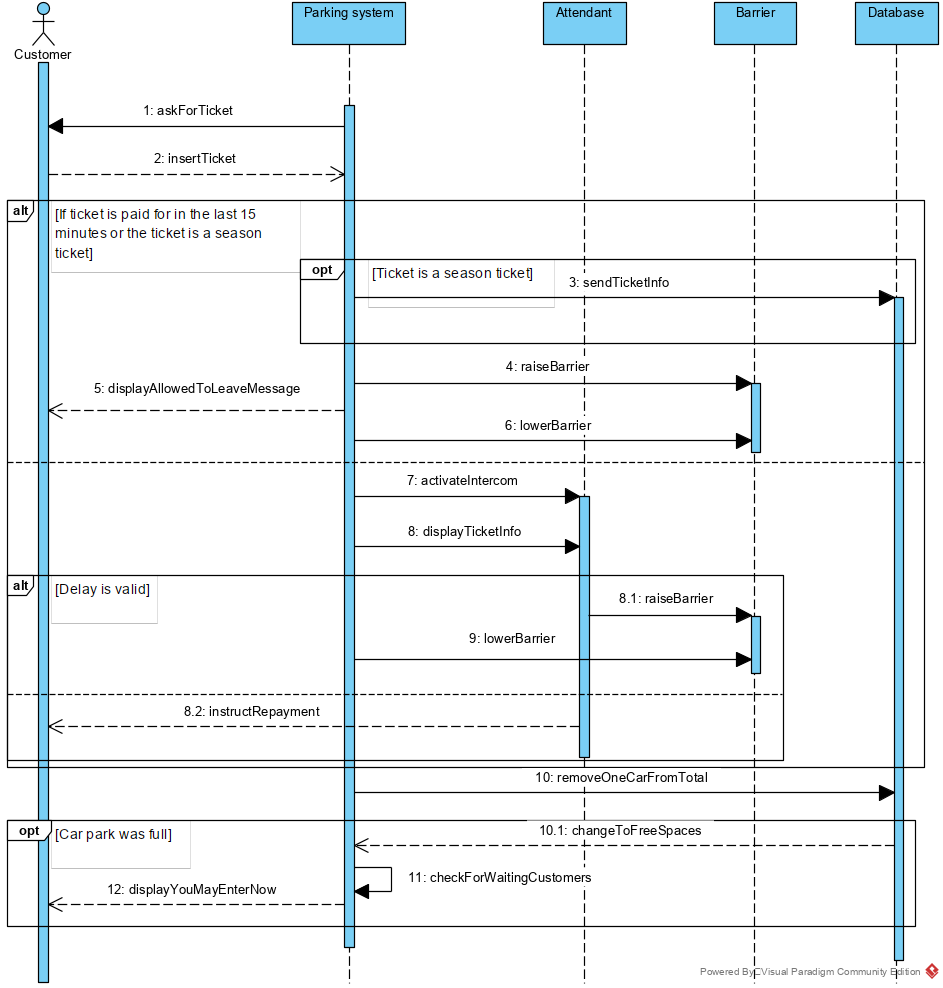 Parking system
Attendant
Barrier
Database
Customer
1: askForTicket
2: insertTicket
alt
[If ticket is paid for in the last 15
minutes or the ticket is a season
ticket]
opt
[Ticket is a season ticket]
3: sendTicketInfo
4: raiseBarrier
5: displayAllowedToLeaveMessage
6: lowerBarrier
7: activateIntercom
8: displayTicketInfo
alt
[Delay is valid]
8.1: raiseBarrier
9: lowerBarrier
8.2: instructRepayment
10: removeOneCarFromTotal
opt
[Car park was full]
10.1: changeToFreeSpaces
11: checkForWaitingCustomers
12: displayYouMayEnterNow
Powered By Visual Paradigm Community Edition